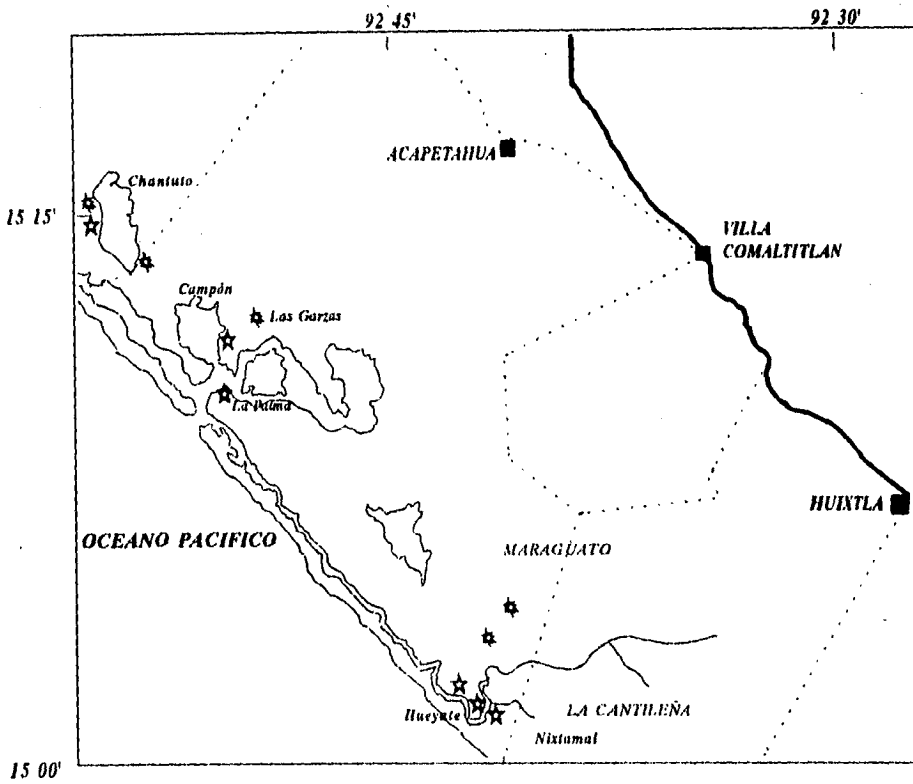 92 45
92 30
ACAPETAHUA
Chantuto
15 15'
VILLA
COMALTITLAN
Campón
Las Garzas
La Palma
HUIXTLA
OCEANO PACIFICO
MARAGUATO
Hueyate
LA CANTILEÑA
Nixtamal
15 00'